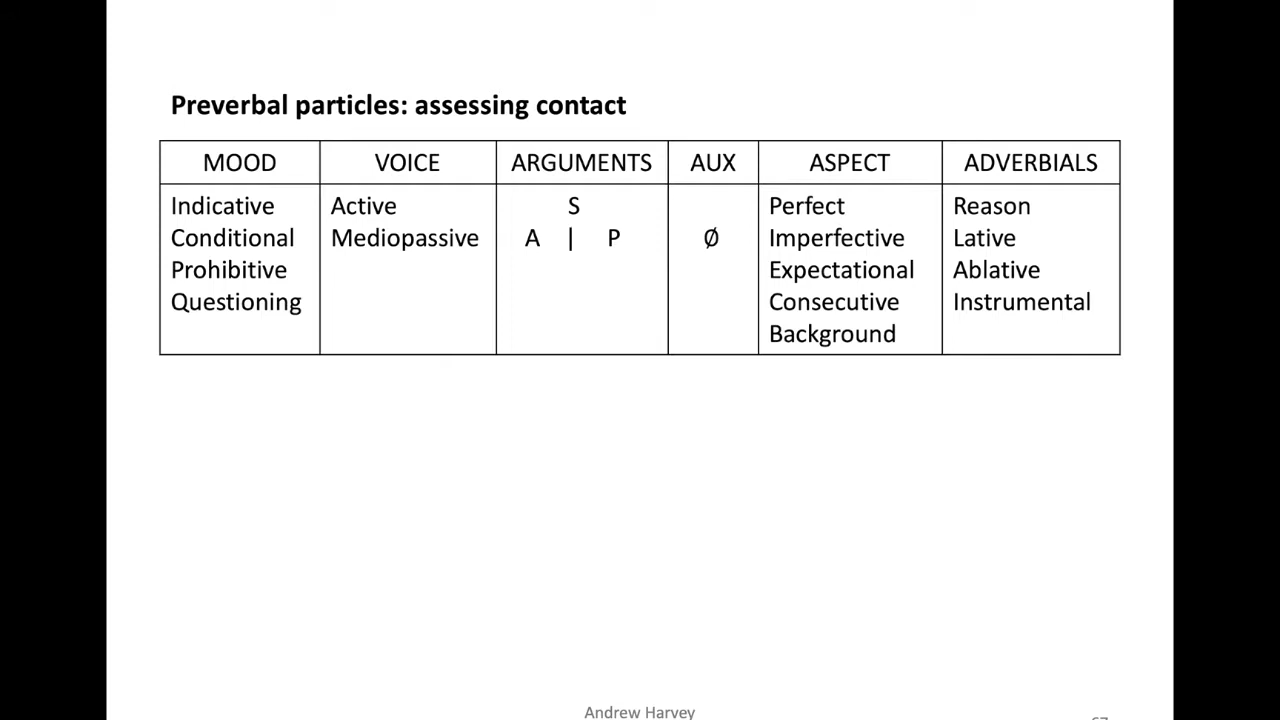 Preverbal particles: assessing contact
MOOD VOICE ARGUMENTS AUX ASPECT ADVERBIALS
Indicative Active S Perfect Reason
Conditional Mediopassive A | P Ø Imperfective Lative
Prohibitive Expectational Ablative
Questioning Consecutive Instrumental
Background
Andrew Harvey